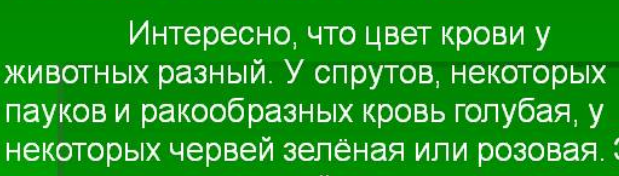 Интересно, что цвет крови у
животных разный. У спрутов, некоторых
пауков и ракообразных кровь голубая, у
некоторых червей зелёная или розовая.